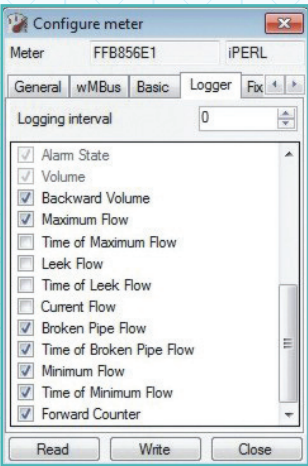 Configure meter
Meter FFB856E1 iPERL
General wMBus Basic Logger Fix
Logging interval 0
Alarm State
Volume
Backward Volume
Maximum Flow
Time of Maximum Flow
Leek Flow
Time of Leek Flow
Current Flow
Broken Pipe Flow
Time of Broken Pipe Flow
Minimum Flow
Time of Minimum Flow
Forward Counter
Read Write Close